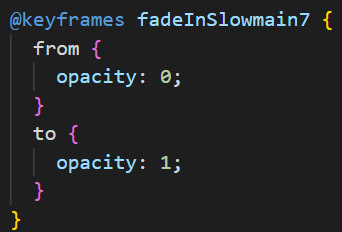 @keyframes fadeInSlowmain7 {
  from {
    opacity: 0;
  }
  to {
    opacity: 1;
  }
}